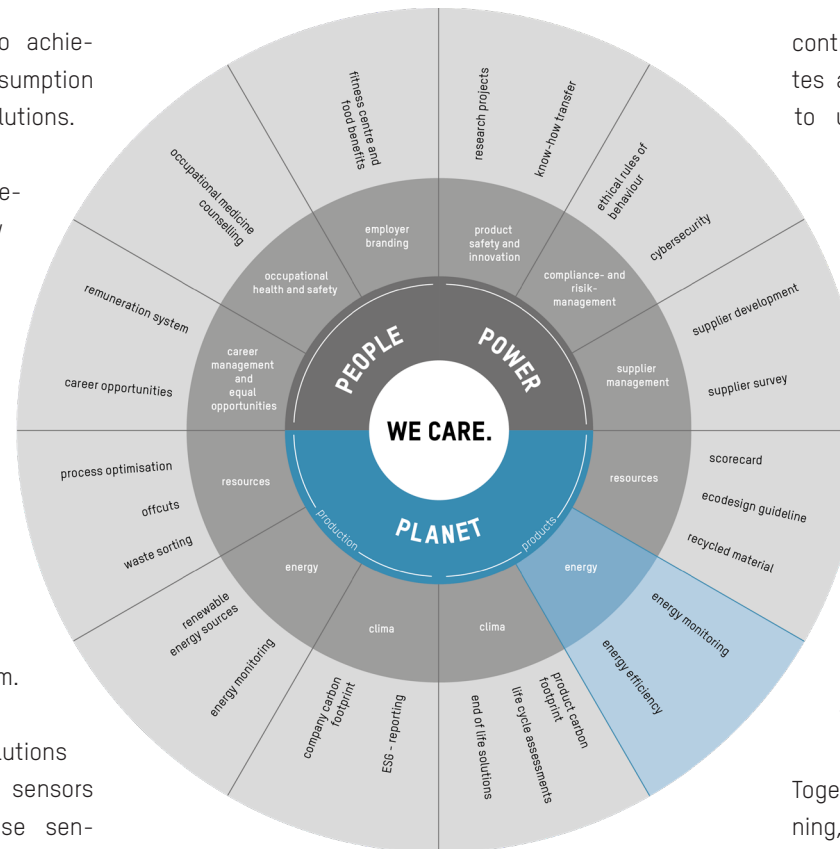 o achie-
sumption
lutions.
e-
m.
lutions
sensors
se sen-
cont
tes a
to u
Toge
ning,
WE CARE.
PEOPLE
POWER
PLANET
production
products
employer
branding
product
safety and
innovation
compliance- and
risik-
management
supplier
management
resources
energy
clima
clima
energy
resources
career
management
and
equal
opportunities
occupational
health and safety
fitness centre and
food benefits
research projects
know-how transfer
ethical rules of
behaviour
cybersecurity
supplier development
supplier survey
scorecard
ecodesign guideline
recycled material
energy monitoring
energy efficiency
product carbon
footprint
life cycle assessments
end of life solutions
ESG - reporting
company carbon
footprint
energy monitoring
renewable
energy sources
waste sorting
offcuts
process optimisation
career opportunities
remuneration system
occupational medicine
counselling